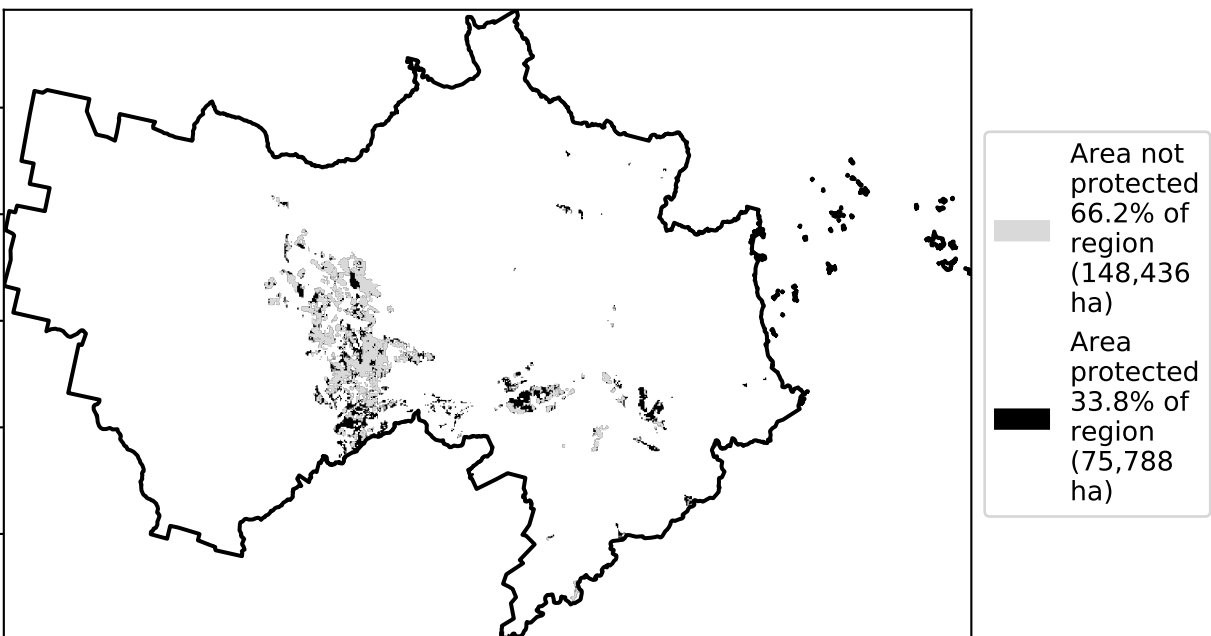 Area not
protected
66.2% of
region
(148,436
ha)
Area
protected
33.8% of
region
(75,788
ha)